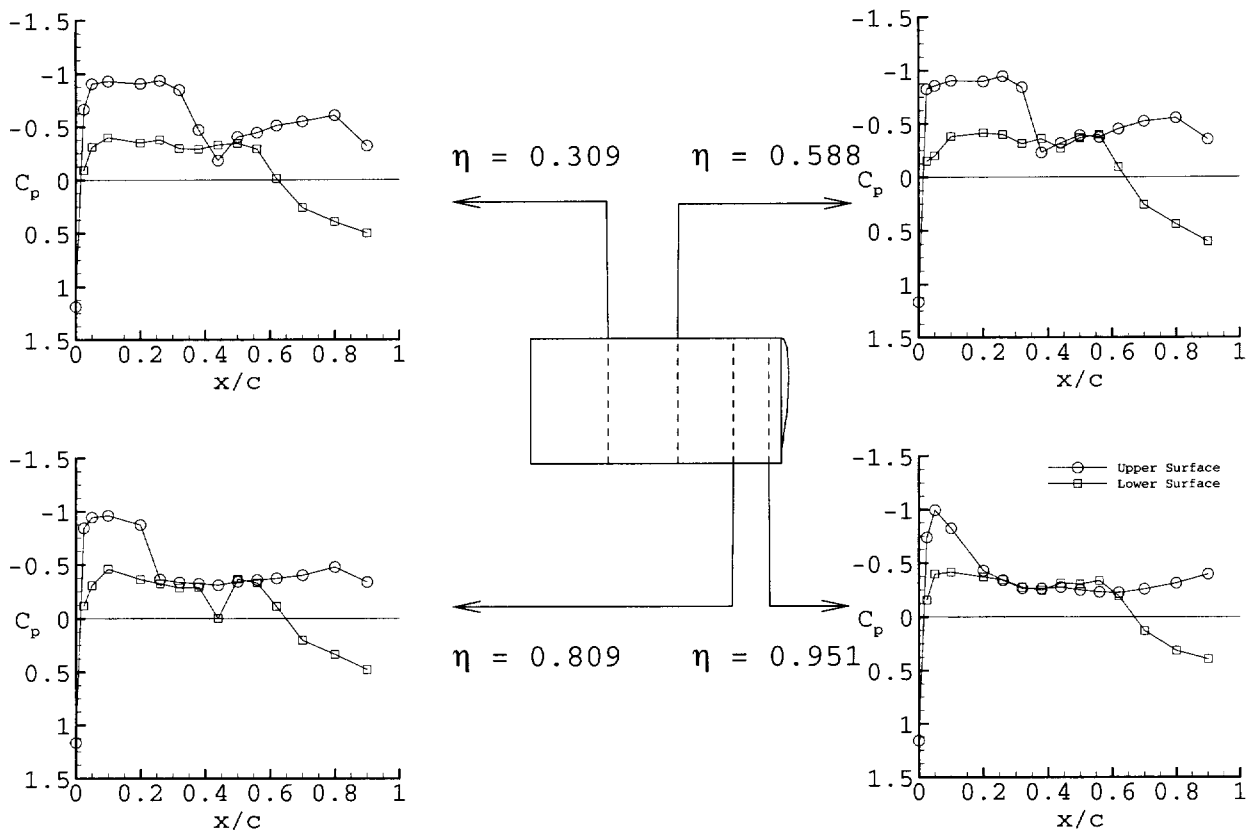 -1.5
-1
-0.5
0
0.5
1
1.5
C_p
0 0.2 0.4 0.6 0.8 1
x/c
η = 0.309
η = 0.588
-1.5
-1
-0.5
0
0.5
1
1.5
C_p
0 0.2 0.4 0.6 0.8 1
x/c
-1.5
-1
-0.5
0
0.5
1
1.5
C_p
0 0.2 0.4 0.6 0.8 1
x/c
η = 0.809
η = 0.951
-1.5
-1
-0.5
0
0.5
1
1.5
C_p
0 0.2 0.4 0.6 0.8 1
x/c
Upper Surface
Lower Surface